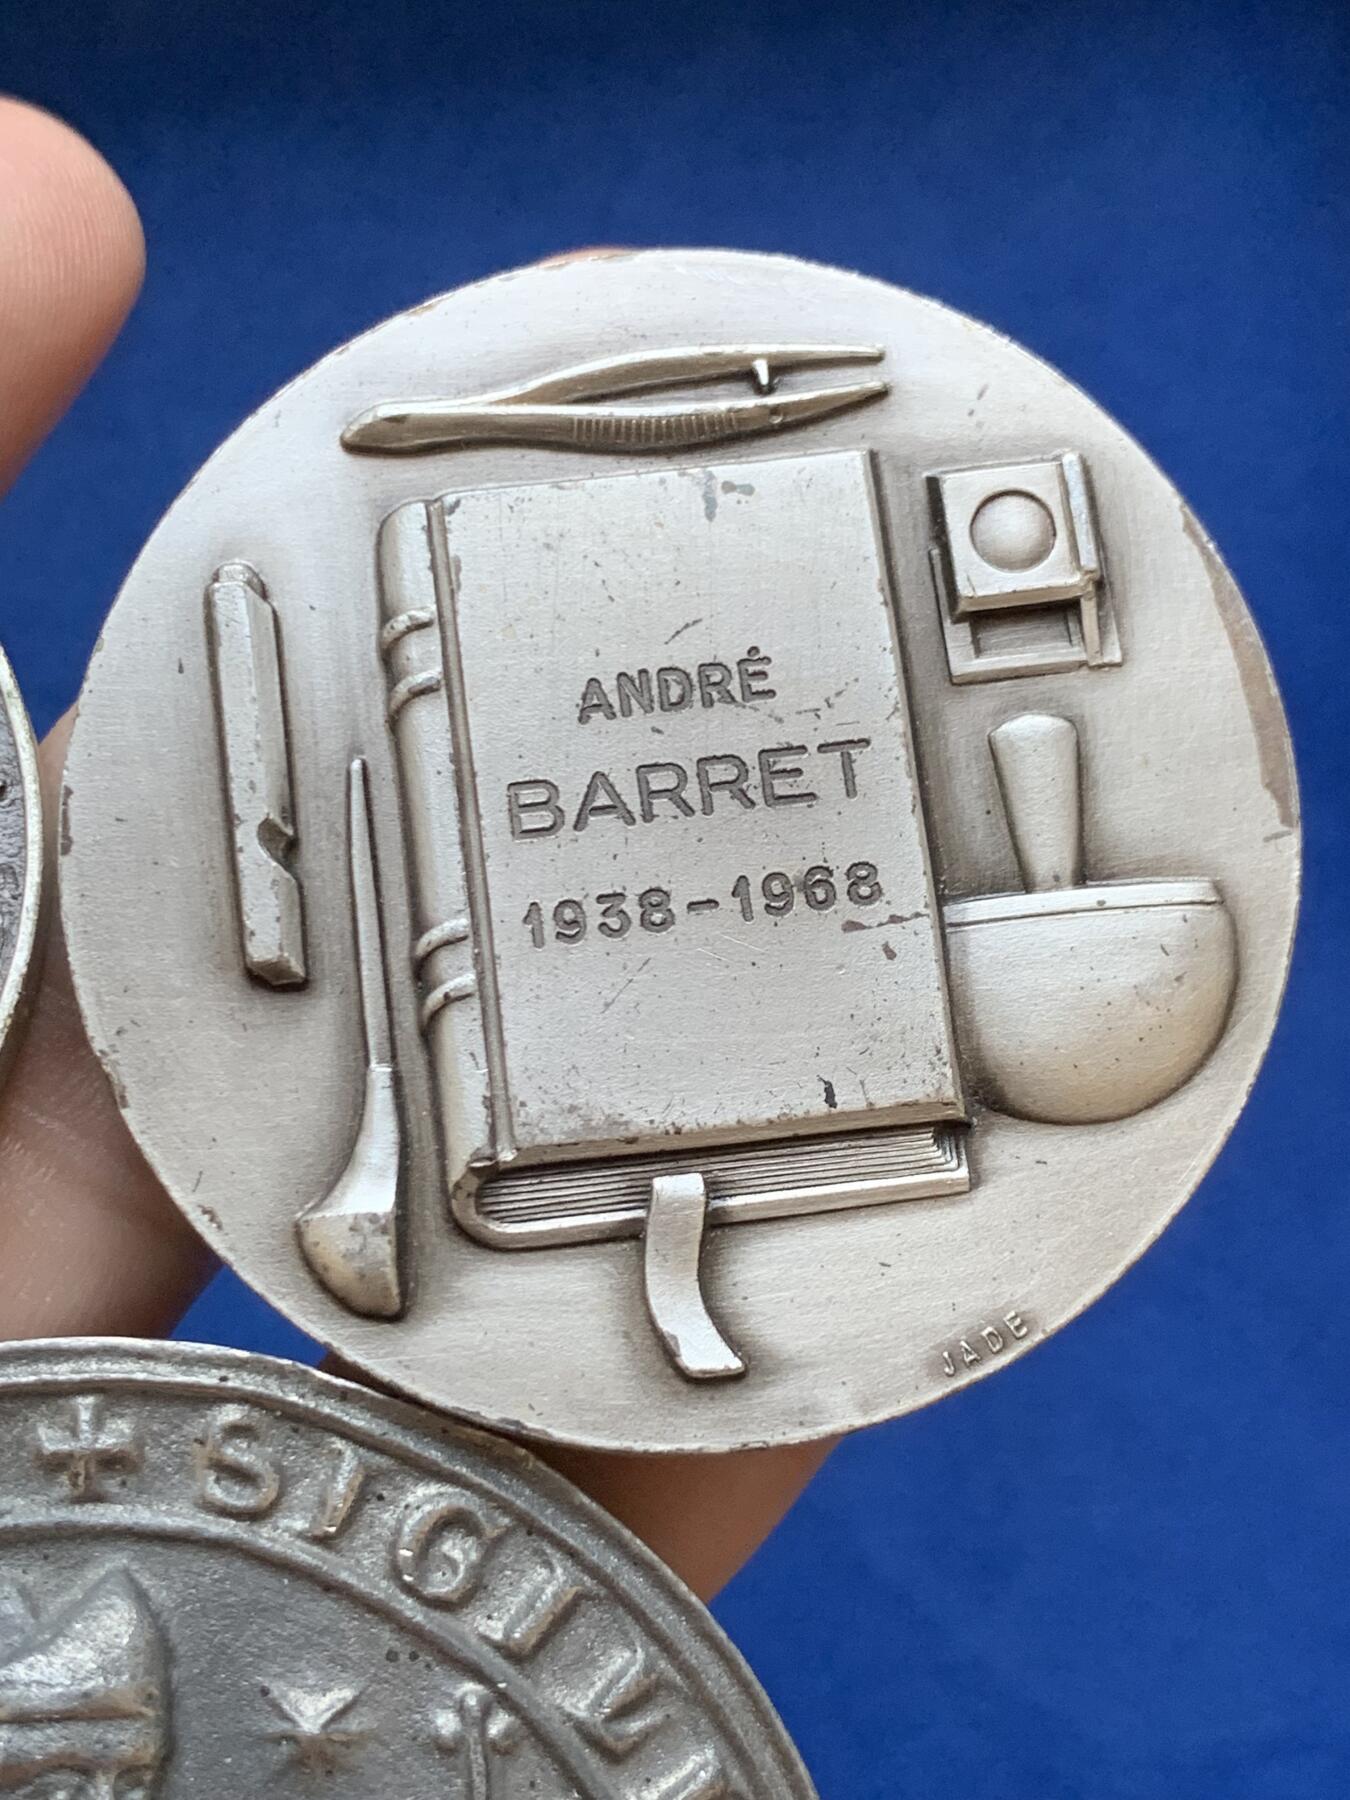 ANDRÉ
BARRET
1938-1968
JADE
+ SIGI